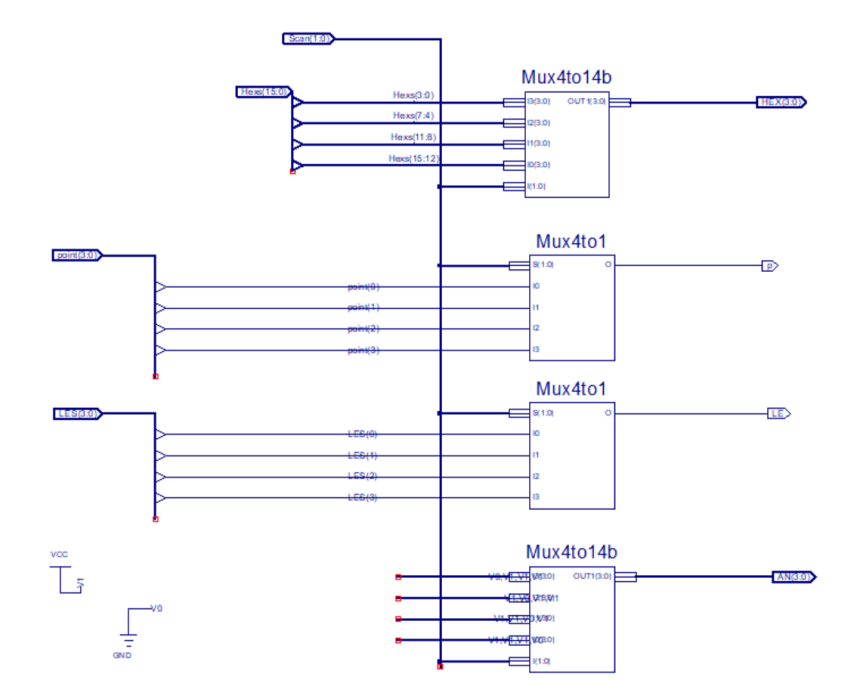 Scan(1:0)
Mux4to14b
Hexs(15:0)
Hexs(3:0)
I3(3:0)
OUT1(3:0)
HEX(3:0)
Hexs(7:4)
I2(3:0)
Hexs(11:8)
I1(3:0)
Hexs(15:12)
I0(3:0)
I(1:0)
Mux4to1
point(3:0)
S(1:0)
O
p
point(0)
I0
point(1)
I1
point(2)
I2
point(3)
I3
Mux4to1
LES(3:0)
S(1:0)
O
LE
LES(0)
I0
LES(1)
I1
LES(2)
I2
LES(3)
I3
Mux4to14b
VCC
V1
OUT1(3:0)
AN(3:0)
V0
I(1:0)
GND